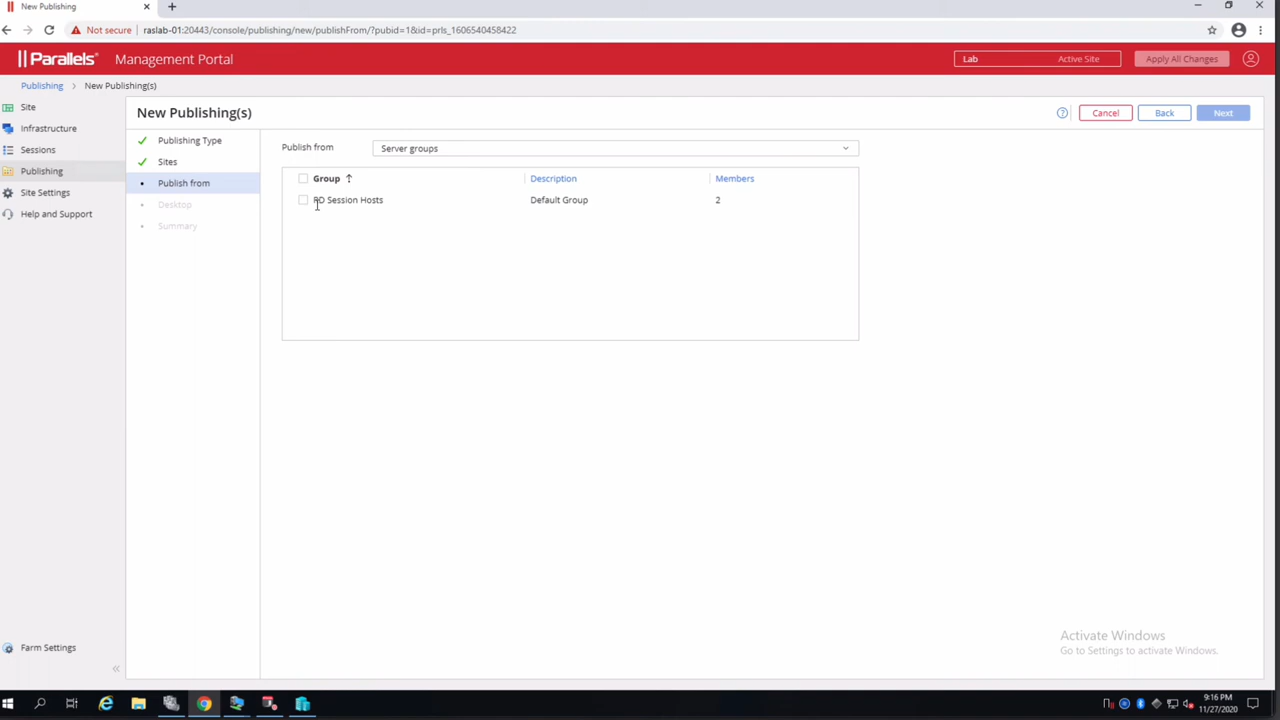 New Publishing(s)
Not secure
raslab-01:20443/console/publishing/new/publishFrom/?pubid=1&id=prls_1606540458422
Parallels
Management Portal
Lab
Active Site
Apply All Changes
Publishing
New Publishing(s)
Site
Infrastructure
Sessions
Publishing
Site Settings
Help and Support
Farm Settings
New Publishing(s)
Cancel
Back
Next
Publishing Type
Sites
Publish from
Desktop
Summary
Publish from
Server groups
Group
Description
Members
RD Session Hosts
Default Group
2
Activate Windows
Go to Settings to activate Windows.
9:16 PM
11/27/2020